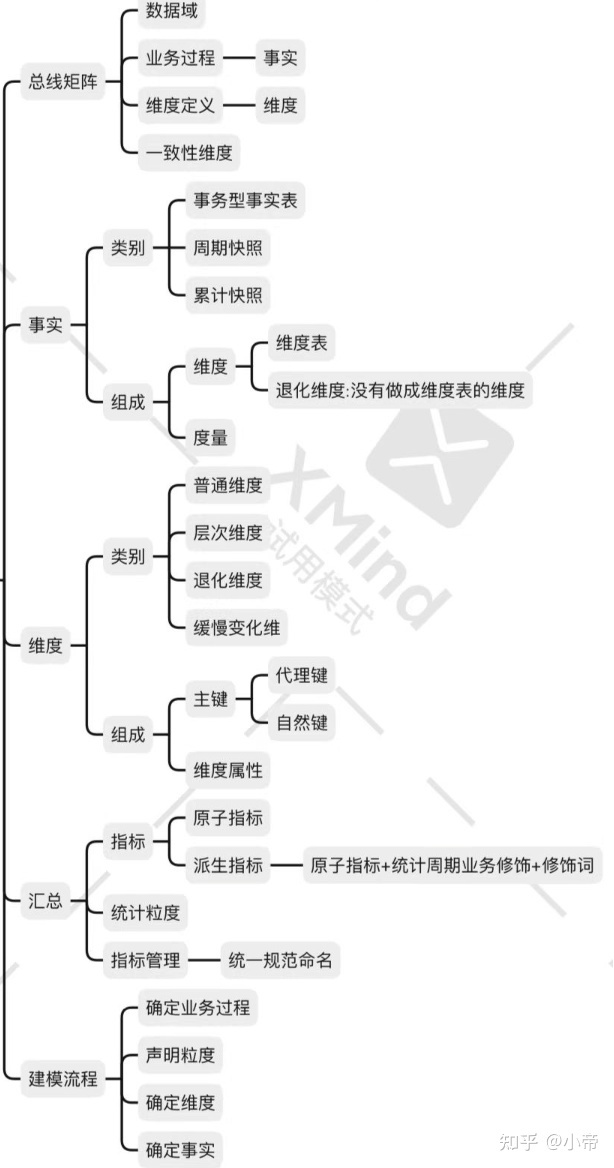 数据域
业务过程
事实
总线矩阵
维度定义
维度
一致性维度
事务型事实表
类别
周期快照
累计快照
事实
维度表
维度
退化维度:没有做成维度表的维度
组成
度量
普通维度
层次维度
类别
退化维度
缓慢变化维
维度
代理键
主键
自然键
组成
维度属性
原子指标
指标
派生指标
原子指标+统计周期业务修饰+修饰词
汇总
统计粒度
指标管理
统一规范命名
确定业务过程
声明粒度
建模流程
确定维度
确定事实
XMind
试用模式
知乎 @小帝